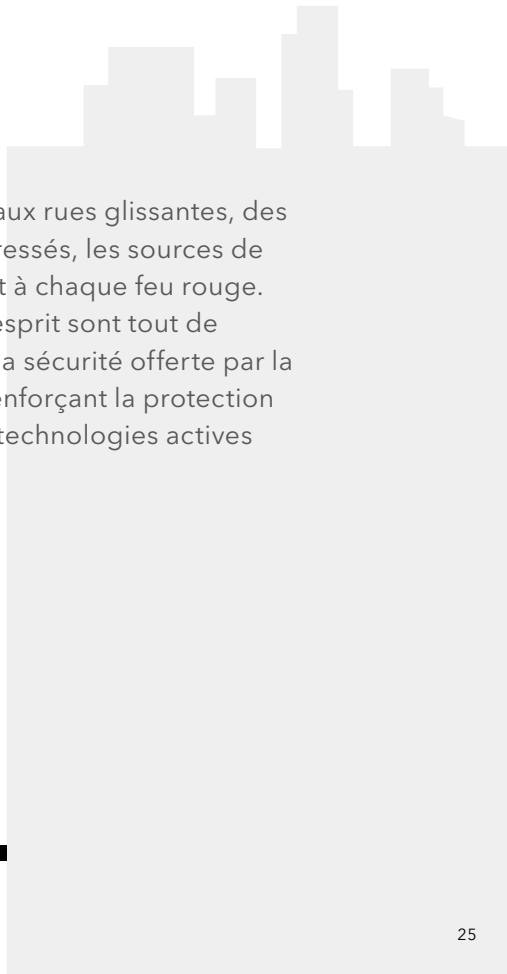 aux rues glissantes, des
ressés, les sources de
t à chaque feu rouge.
esprit sont tout de
a sécurité offerte par la
enforçant la protection
technologies actives
25